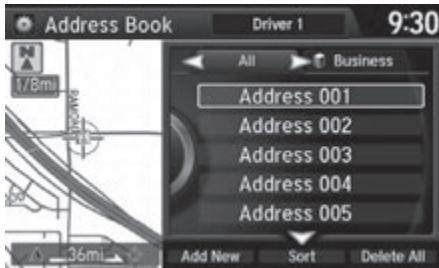 Address Book Driver 1 9:30
N
1/8mi
RAMONA
All Business
Address 001
Address 002
Address 003
Address 004
Address 005
36mi
Add New Sort Delete All